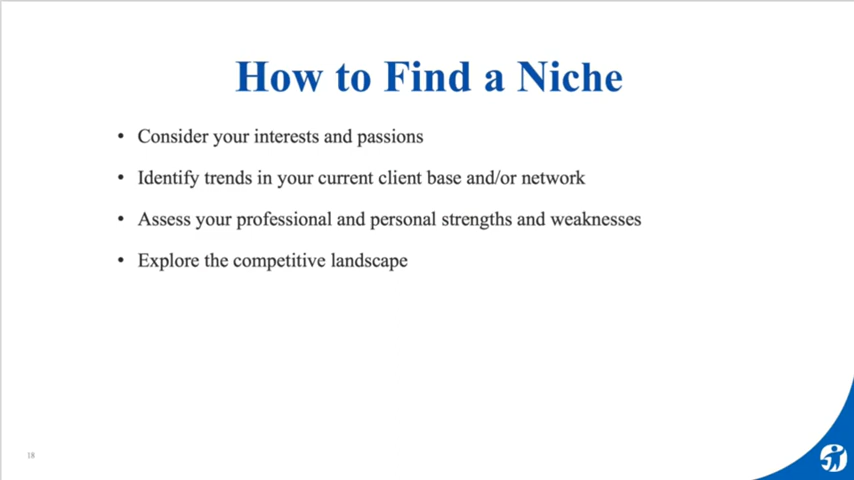 How to Find a Niche
• Consider your interests and passions
• Identify trends in your current client base and/or network
• Assess your professional and personal strengths and weaknesses
• Explore the competitive landscape
18